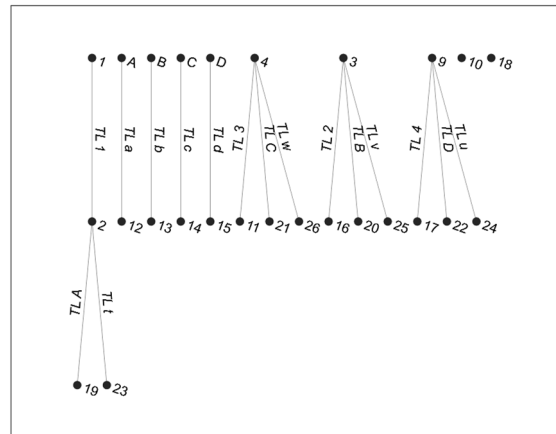 1 A B C D 4 3 9 10 18
TL 1 TL a TL b TL c TL d TL 3 TL C TL w TL 2 TL B TL v TL 4 TL D TL u
2 12 13 14 15 11 21 26 16 20 25 17 22 24
TL A TL t
19 23